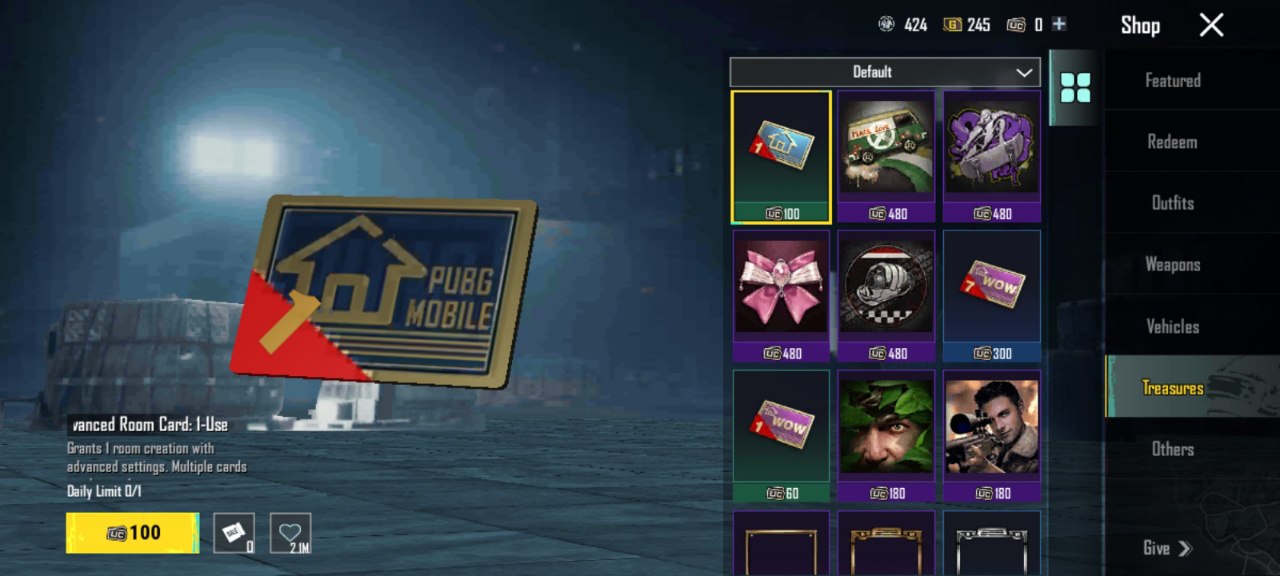 424
245
0
Shop
Default
Featured
Redeem
Outfits
Weapons
Vehicles
Treasures
Others
Give
PEACE LOVE
1
UC 100
UC 480
UC 480
UC 480
UC 480
7 WOW
UC 300
1 WOW
UC 60
UC 180
UC 180
PUBG
MOBILE
1
vanced Room Card: 1-Use
Grants 1 room creation with
advanced settings. Multiple cards
Daily Limit 0/1
UC 100
0
2.1M